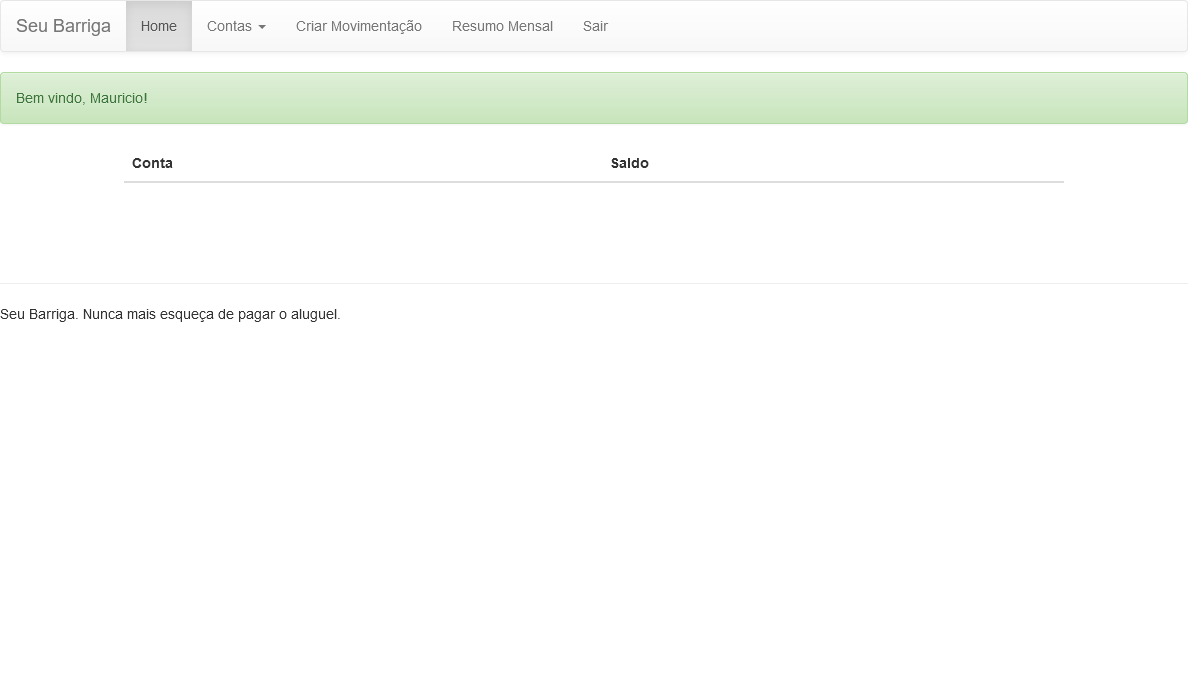 Seu Barriga Home Contas Criar Movimentação Resumo Mensal Sair
Bem vindo, Mauricio!
Conta Saldo
Seu Barriga. Nunca mais esqueça de pagar o aluguel.